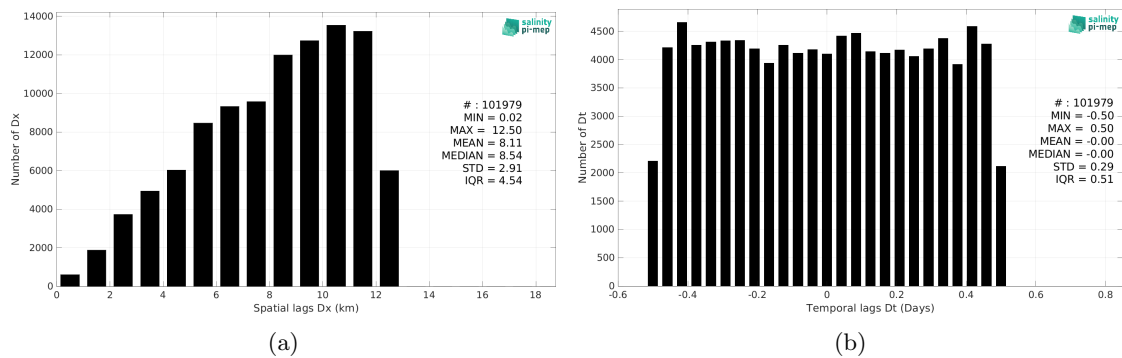 14000
12000
10000
8000
6000
4000
2000
0
Number of Dx
0 2 4 6 8 10 12 14 16 18
Spatial lags Dx (km)
salinity
pi-mep
# : 101979
MIN = 0.02
MAX = 12.50
MEAN = 8.11
MEDIAN = 8.54
STD = 2.91
IQR = 4.54
(a)
4500
4000
3500
3000
2500
2000
1500
1000
500
0
Number of Dt
-0.6 -0.4 -0.2 0 0.2 0.4 0.6 0.8
Temporal lags Dt (Days)
salinity
pi-mep
# : 101979
MIN = -0.50
MAX = 0.50
MEAN = -0.00
MEDIAN = -0.00
STD = 0.29
IQR = 0.51
(b)